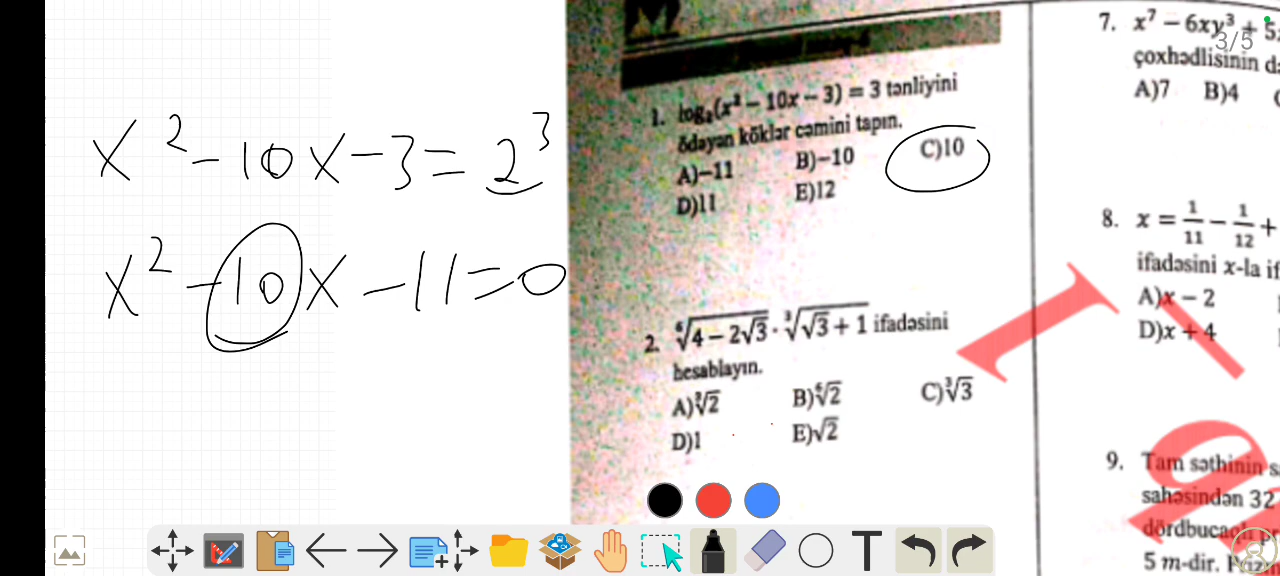 x² - 10x - 3 = 2³
x² - 10x - 11 = 0
1. log₂(x² − 10x − 3) = 3 tənliyini
ödəyən köklər cəmini tapın.
A)−11 B)−10 C)10
D)11 E)12
2. ⁶√(4 − 2√3) · ³√(√3 + 1) ifadəsini
hesablayın.
A)³√2 B)⁶√2 C)³√3
D)1 E)√2
7. x⁷ − 6xy³ + 5
çoxhədlisinin
A)7 B)4
3/5
8. x = 1/11 − 1/12 +
ifadəsini x-la
A)x − 2
D)x + 4
9. Tam səthinin
sahəsindən 32
5 m-dir.
T